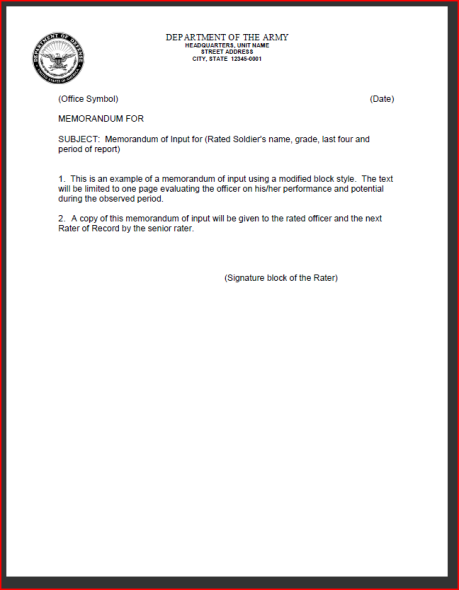 DEPARTMENT OF THE ARMY
HEADQUARTERS, UNIT NAME
STREET ADDRESS
CITY, STATE 12345-0001
(Office Symbol) (Date)
MEMORANDUM FOR
SUBJECT: Memorandum of Input for (Rated Soldier's name, grade, last four and
period of report)
1. This is an example of a memorandum of input using a modified block style. The text
will be limited to one page evaluating the officer on his/her performance and potential
during the observed period.
2. A copy of this memorandum of input will be given to the rated officer and the next
Rater of Record by the senior rater.
(Signature block of the Rater)